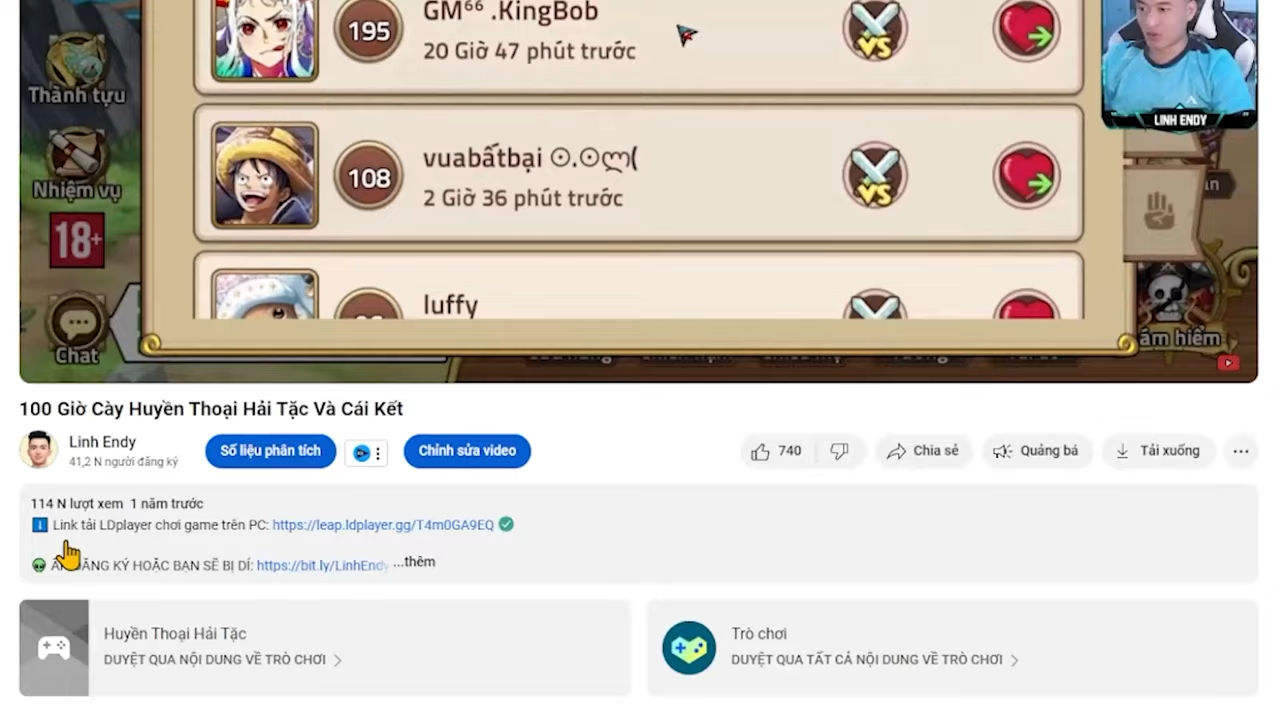 GM⁶⁶ .KingBob
195
20 Giờ 47 phút trước
VS
LINH ENDY
Thành tựu
vuabấtbại ⊙.⊙ლ(
108
2 Giờ 36 phút trước
VS
Nhiệm vụ
18+
luffy
Chat
ám hiểm
100 Giờ Cày Huyền Thoại Hải Tặc Và Cái Kết
Linh Endy
41,2 N người đăng ký
Số liệu phân tích
Chỉnh sửa video
740
Chia sẻ
Quảng bá
Tải xuống
114 N lượt xem 1 năm trước
Link tải LDplayer chơi game trên PC: https://leap.ldplayer.gg/T4m0GA9EQ
ĐĂNG KÝ HOẶC BẠN SẼ BỊ DÍ: https://bit.ly/LinhEndy ...thêm
Huyền Thoại Hải Tặc
DUYỆT QUA NỘI DUNG VỀ TRÒ CHƠI
Trò chơi
DUYỆT QUA TẤT CẢ NỘI DUNG VỀ TRÒ CHƠI